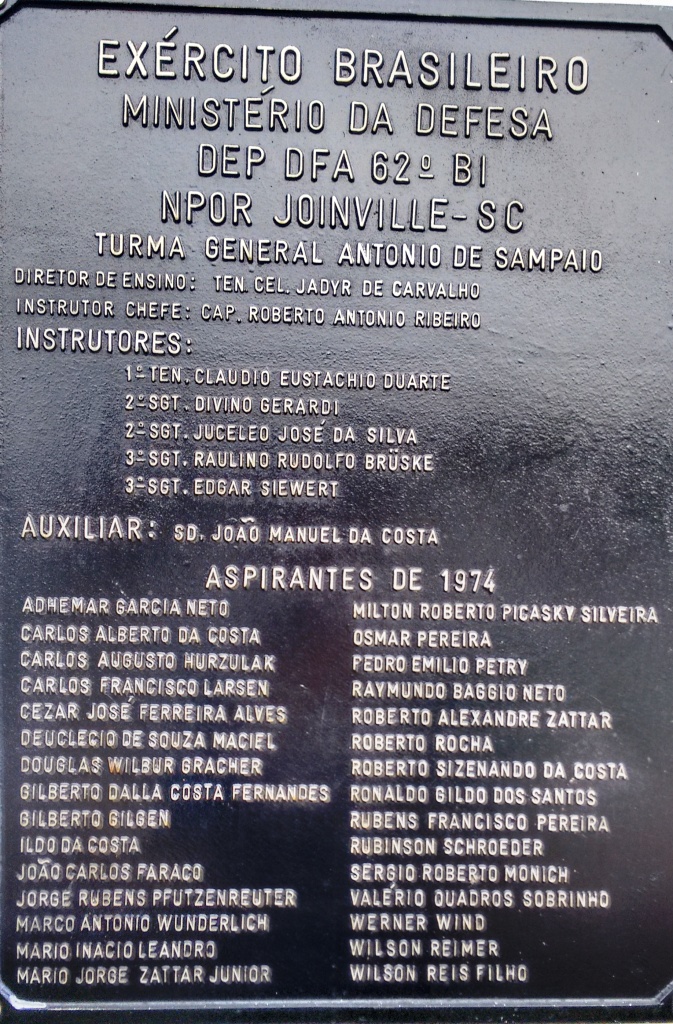 EXÉRCITO BRASILEIRO
MINISTÉRIO DA DEFESA
DEP DFA 62º BI
NPOR JOINVILLE-SC
TURMA GENERAL ANTONIO DE SAMPAIO
DIRETOR DE ENSINO: TEN. CEL. JADYR DE CARVALHO
INSTRUTOR CHEFE: CAP. ROBERTO ANTONIO RIBEIRO
INSTRUTORES:
1º TEN. CLAUDIO EUSTACHIO DUARTE
2º SGT. DIVINO GERARDI
2º SGT. JUCELEO JOSÉ DA SILVA
3º SGT. RAULINO RUDOLFO BRÜSKE
3º SGT. EDGAR SIEWERT
AUXILIAR: SD. JOÃO MANUEL DA COSTA
ASPIRANTES DE 1974
ADHEMAR GARCIA NETO
CARLOS ALBERTO DA COSTA
CARLOS AUGUSTO HURZULAK
CARLOS FRANCISCO LARSEN
CEZAR JOSÉ FERREIRA ALVES
DEUCLECIO DE SOUZA MACIEL
DOUGLAS WILBUR GRACHER
GILBERTO DALLA COSTA FERNANDES
GILBERTO GILGEN
ILDO DA COSTA
JOÃO CARLOS FARACO
JORGE RUBENS PFUTZENREUTER
MARCO ANTONIO WUNDERLICH
MARIO INACIO LEANDRO
MARIO JORGE ZATTAR JUNIOR
MILTON ROBERTO PICASKY SILVEIRA
OSMAR PEREIRA
PEDRO EMILIO PETRY
RAYMUNDO BAGGIO NETO
ROBERTO ALEXANDRE ZATTAR
ROBERTO ROCHA
ROBERTO SIZENANDO DA COSTA
RONALDO GILDO DOS SANTOS
RUBENS FRANCISCO PEREIRA
RUBINSON SCHROEDER
SERGIO ROBERTO MONICH
VALÉRIO QUADROS SOBRINHO
WERNER WIND
WILSON REIMER
WILSON REIS FILHO